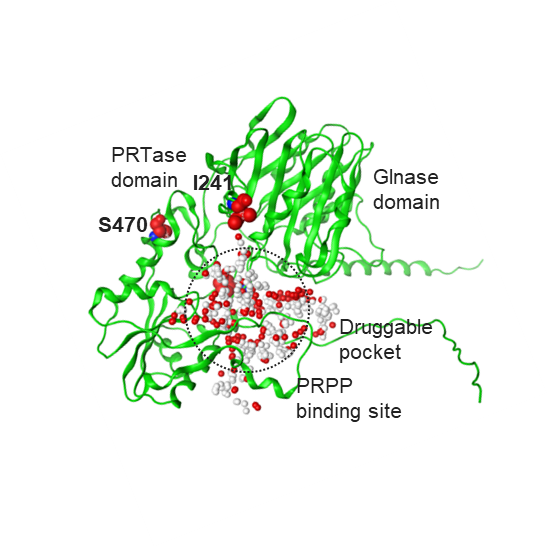 PRTase
domain
I241
Glnase
domain
S470
Druggable
pocket
PRPP
binding site